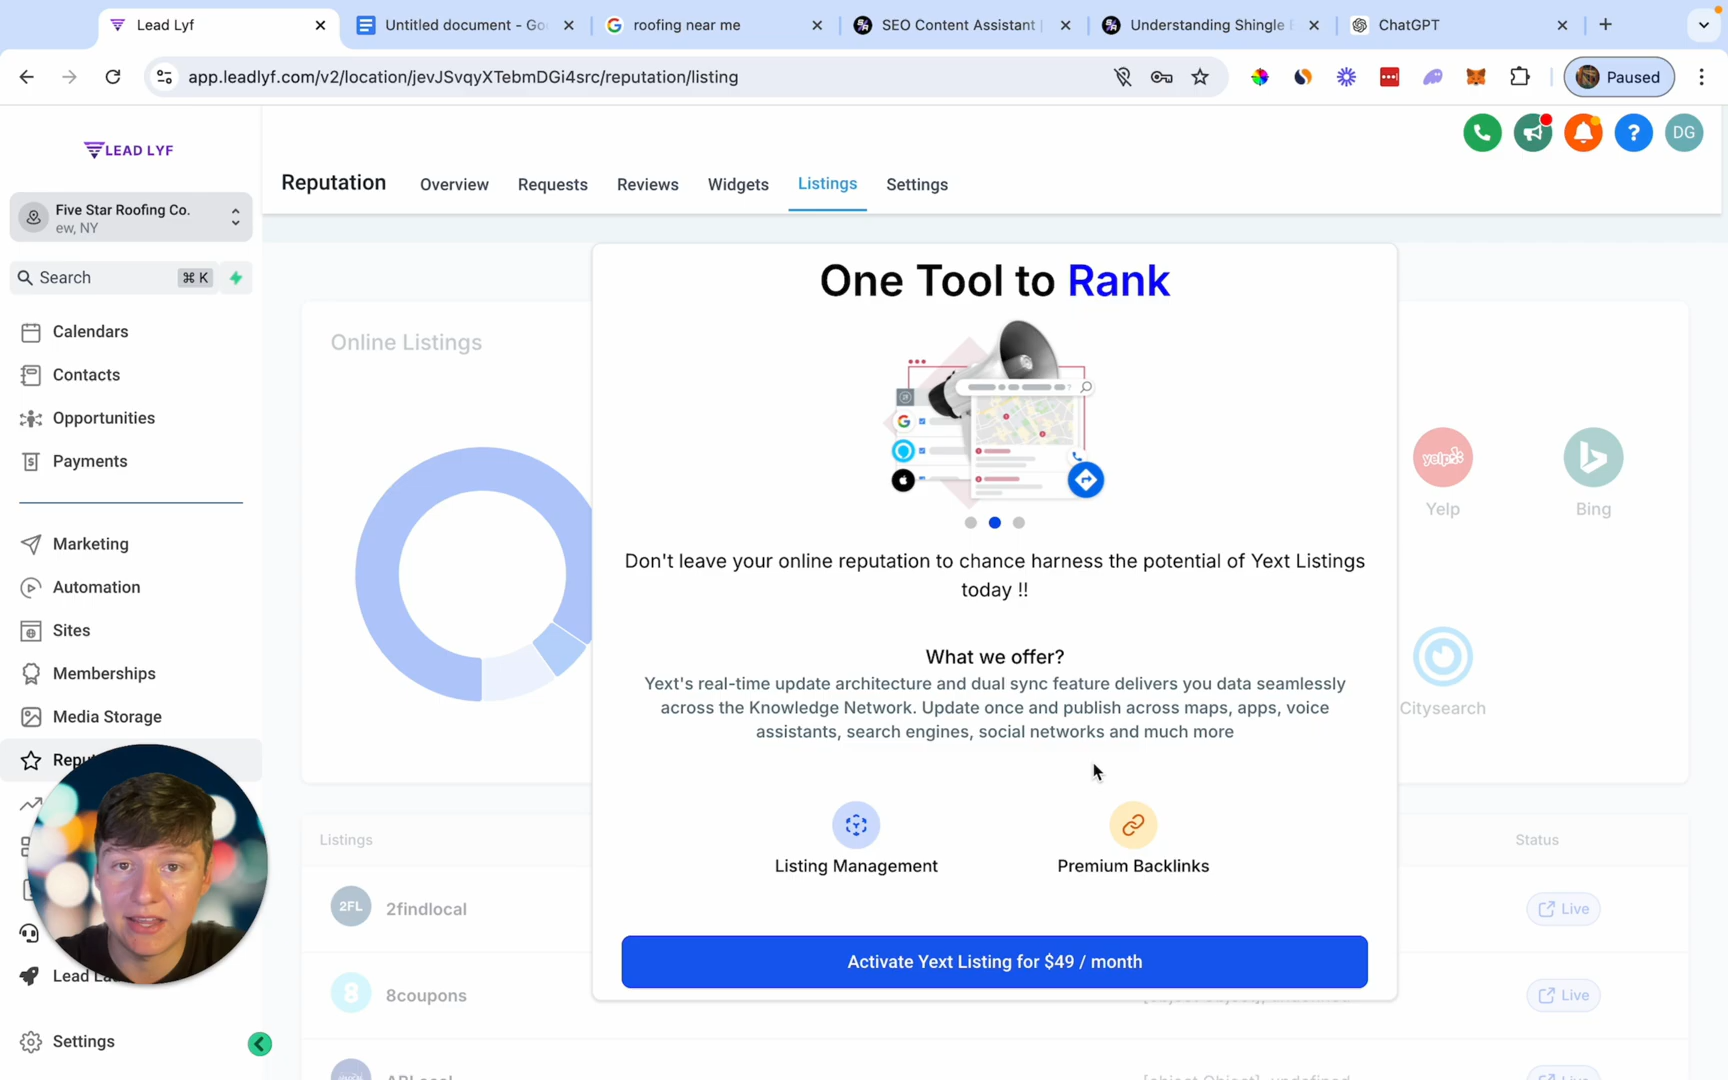 Lead Lyf
Untitled document - Go
roofing near me
SEO Content Assistant |
Understanding Shingle
ChatGPT
app.leadlyf.com/v2/location/jevJSvqyXTebmDGi4src/reputation/listing
Paused
LEAD LYF
Five Star Roofing Co.
ew, NY
Search
⌘ K
Calendars
Contacts
Opportunities
Payments
Marketing
Automation
Sites
Memberships
Media Storage
Repu
Lead La
Settings
Reputation
Overview
Requests
Reviews
Widgets
Listings
Settings
DG
Online Listings
One Tool to Rank
Don't leave your online reputation to chance harness the potential of Yext Listings
today !!
What we offer?
Yext's real-time update architecture and dual sync feature delivers you data seamlessly
across the Knowledge Network. Update once and publish across maps, apps, voice
assistants, search engines, social networks and much more
Listing Management
Premium Backlinks
Activate Yext Listing for $49 / month
yelp
Yelp
Bing
Citysearch
Listings
Status
2FL
2findlocal
Live
8
8coupons
Live